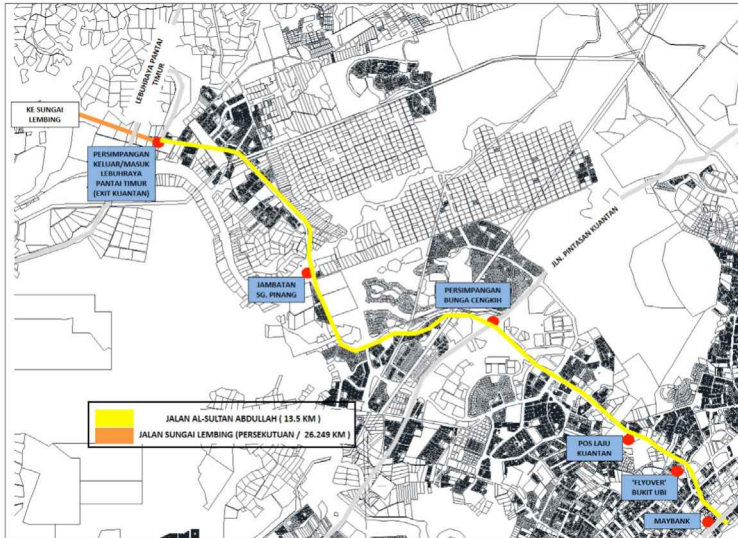 LEBUHRAYA PANTAI
TIMUR
KE SUNGAI
LEMBING
PERSIMPANGAN
KELUAR/MASUK
LEBUHRAYA
PANTAI TIMUR
(EXIT KUANTAN)
JLN. PINTASAN KUANTAN
JAMBATAN
SG. PINANG
PERSIMPANGAN
BUNGA CENGKIH
JALAN AL-SULTAN ABDULLAH ( 13.5 KM )
JALAN SUNGAI LEMBING (PERSEKUTUAN / 26.249 KM )
POS LAJU
KUANTAN
'FLYOVER'
BUKIT UBI
MAYBANK